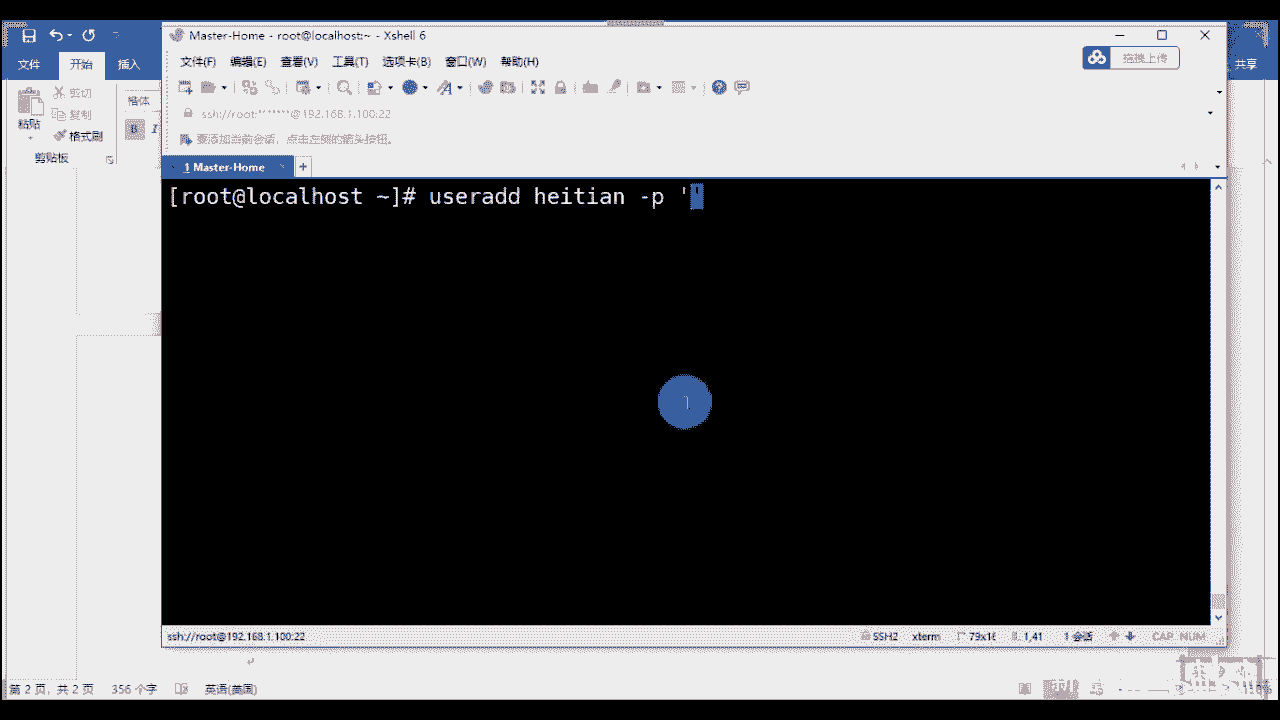 Master-Home - root@localhost:~ - Xshell 6
文件 开始 插入
共享
文件(F) 编辑(E) 查看(V) 工具(T) 选项卡(B) 窗口(W) 帮助(H)
拖拽上传
剪切
复制
粘贴 格式刷
剪贴板
B I
ssh://root:*******@192.168.1.100:22
要添加当前会话，点击左侧的箭头按钮。
1 Master-Home +
[root@localhost ~]# useradd heitian -p ''
ssh://root@192.168.1.100:22 SSH2 xterm 79x16 1,41 1 会话 CAP NUM
第 2 页，共 2 页 356 个字 英语(美国)